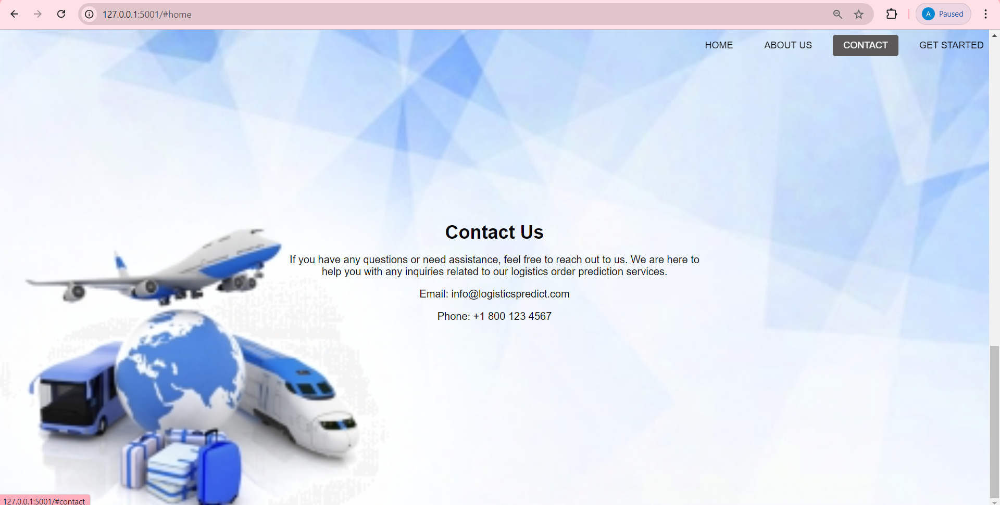 127.0.0.1:5001/#home
A Paused
HOME ABOUT US CONTACT GET STARTED
Contact Us
If you have any questions or need assistance, feel free to reach out to us. We are here to
help you with any inquiries related to our logistics order prediction services.
Email: info@logisticspredict.com
Phone: +1 800 123 4567
127.0.0.1:5001/#contact